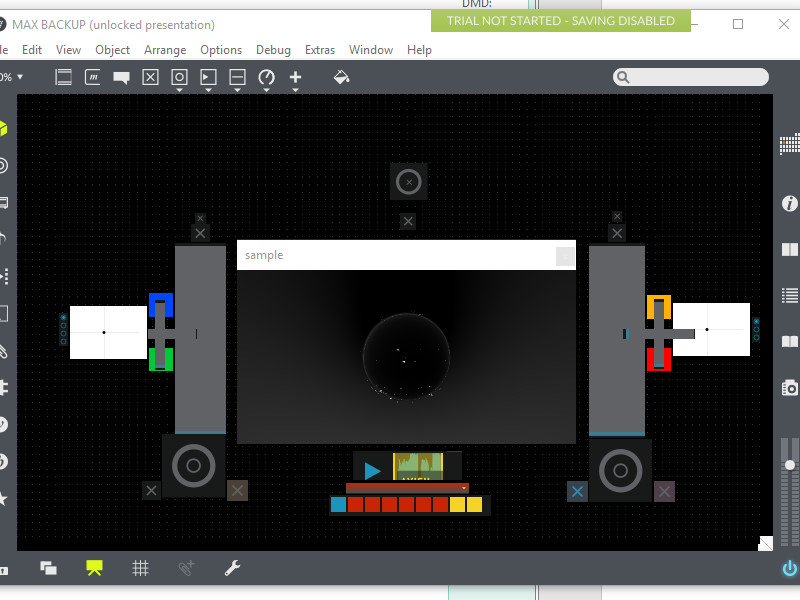 DMD:
MAX BACKUP (unlocked presentation)
TRIAL NOT STARTED - SAVING DISABLED
Edit View Object Arrange Options Debug Extras Window Help
0%
m
sample